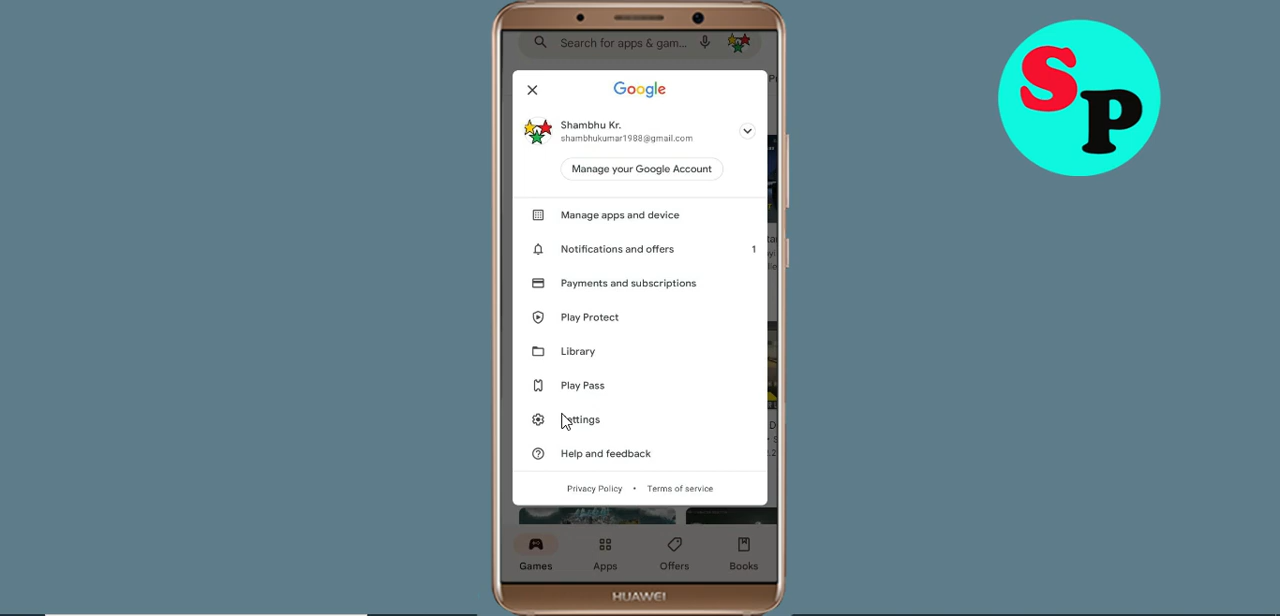 Search for apps & gam...
Google
Shambhu Kr.
shambhukumar1988@gmail.com
Manage your Google Account
Manage apps and device
Notifications and offers 1
Payments and subscriptions
Play Protect
Library
Play Pass
Settings
Help and feedback
Privacy Policy • Terms of service
Games Apps Offers Books
HUAWEI
SP